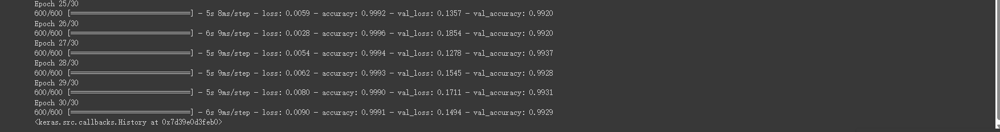 Epoch 25/30
600/600 [==============================] - 5s 8ms/step - loss: 0.0059 - accuracy: 0.9992 - val_loss: 0.1357 - val_accuracy: 0.9920
Epoch 26/30
600/600 [==============================] - 6s 9ms/step - loss: 0.0028 - accuracy: 0.9996 - val_loss: 0.1854 - val_accuracy: 0.9920
Epoch 27/30
600/600 [==============================] - 5s 9ms/step - loss: 0.0054 - accuracy: 0.9994 - val_loss: 0.1278 - val_accuracy: 0.9937
Epoch 28/30
600/600 [==============================] - 5s 9ms/step - loss: 0.0062 - accuracy: 0.9993 - val_loss: 0.1545 - val_accuracy: 0.9928
Epoch 29/30
600/600 [==============================] - 5s 9ms/step - loss: 0.0080 - accuracy: 0.9990 - val_loss: 0.1711 - val_accuracy: 0.9931
Epoch 30/30
600/600 [==============================] - 6s 9ms/step - loss: 0.0090 - accuracy: 0.9991 - val_loss: 0.1494 - val_accuracy: 0.9929
<keras.src.callbacks.History at 0x7d39e0d3feb0>